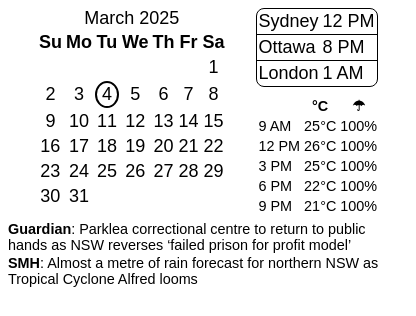 March 2025
Su Mo Tu We Th Fr Sa
1
2 3 4 5 6 7 8
9 10 11 12 13 14 15
16 17 18 19 20 21 22
23 24 25 26 27 28 29
30 31
Sydney 12 PM
Ottawa 8 PM
London 1 AM
°C ☂
9 AM 25°C 100%
12 PM 26°C 100%
3 PM 25°C 100%
6 PM 22°C 100%
9 PM 21°C 100%
Guardian: Parklea correctional centre to return to public
hands as NSW reverses ‘failed prison for profit model’
SMH: Almost a metre of rain forecast for northern NSW as
Tropical Cyclone Alfred looms